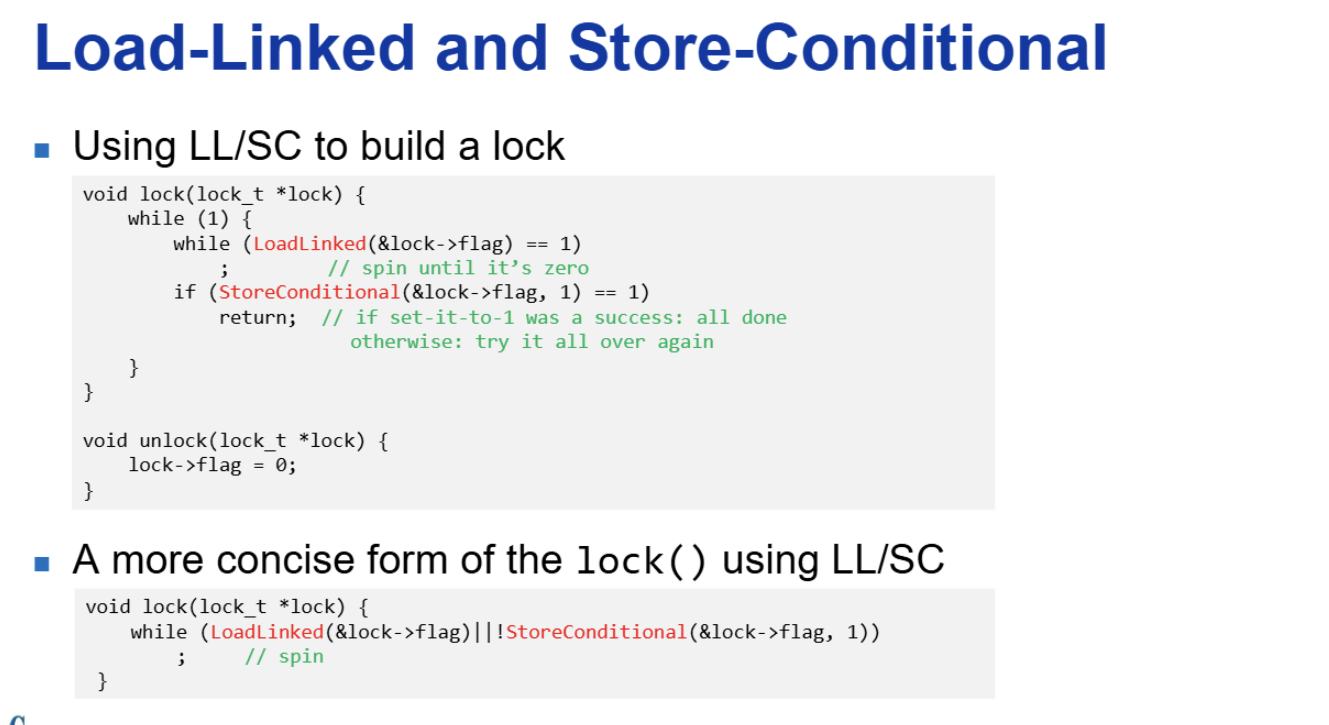 Load-Linked and Store-Conditional
Using LL/SC to build a lock
void lock(lock_t *lock) {
    while (1) {
        while (LoadLinked(&lock->flag) == 1)
            ;         // spin until it’s zero
        if (StoreConditional(&lock->flag, 1) == 1)
            return;  // if set-it-to-1 was a success: all done
                        otherwise: try it all over again
    }
}
void unlock(lock_t *lock) {
    lock->flag = 0;
}
A more concise form of the lock() using LL/SC
void lock(lock_t *lock) {
    while (LoadLinked(&lock->flag)||!StoreConditional(&lock->flag, 1))
        ;     // spin
}